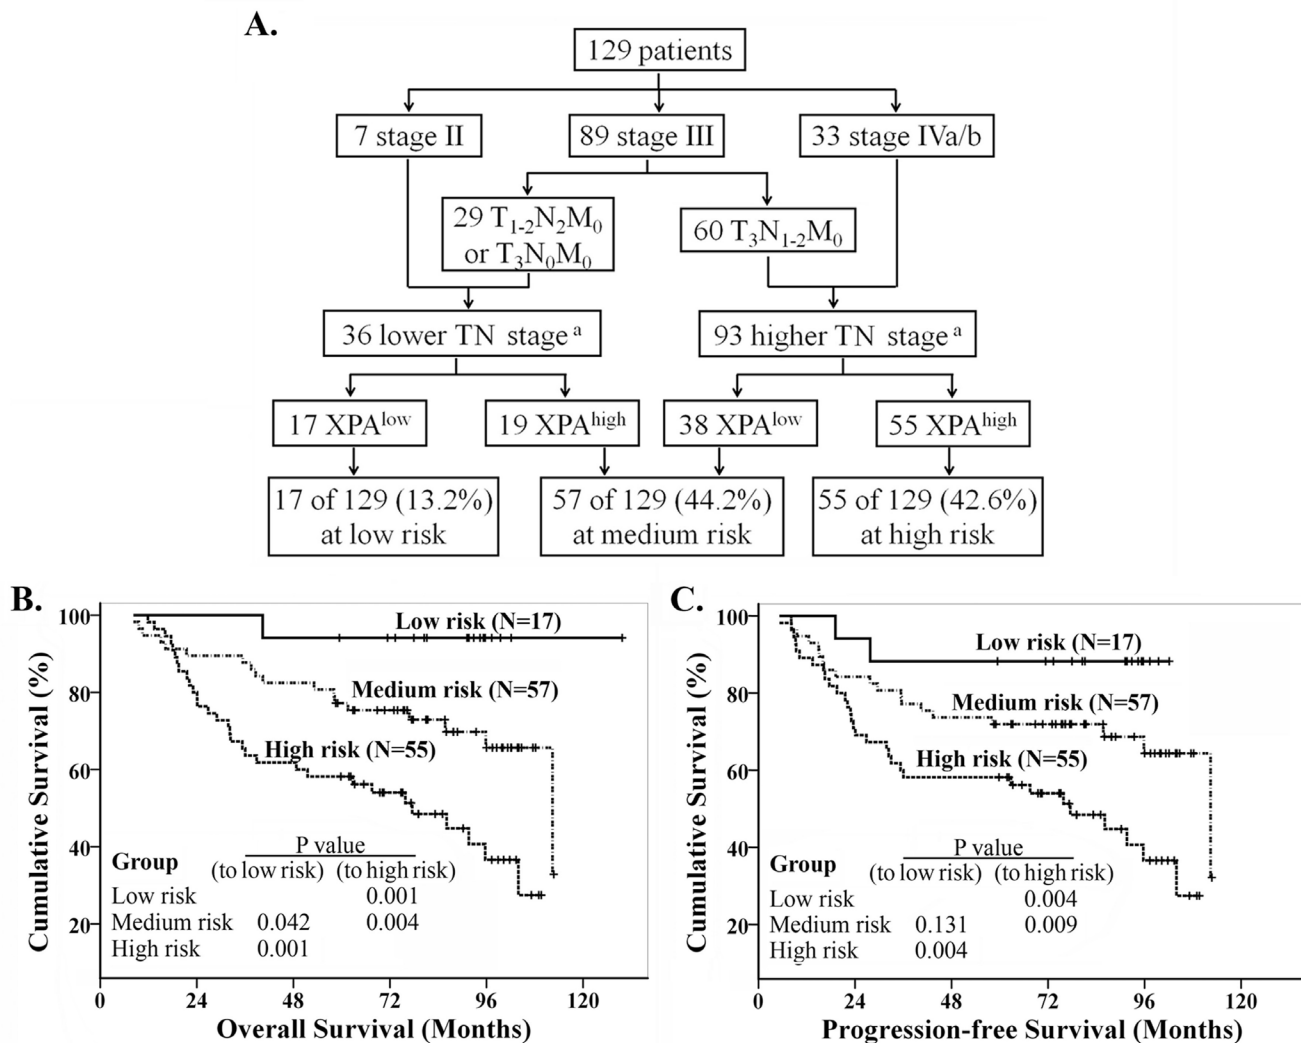 A.
129 patients
7 stage II
89 stage III
33 stage IVa/b
29 T1-2N2M0
or T3N0M0
60 T3N1-2M0
36 lower TN stage a
93 higher TN stage a
17 XPAlow
19 XPAhigh
38 XPAlow
55 XPAhigh
17 of 129 (13.2%)
at low risk
57 of 129 (44.2%)
at medium risk
55 of 129 (42.6%)
at high risk
B.
Cumulative Survival (%)
100
80
60
40
20
Low risk (N=17)
Medium risk (N=57)
High risk (N=55)
P value
Group (to low risk) (to high risk)
Low risk 0.001
Medium risk 0.042 0.004
High risk 0.001
0 24 48 72 96 120
Overall Survival (Months)
C.
Cumulative Survival (%)
100
80
60
40
20
Low risk (N=17)
Medium risk (N=57)
High risk (N=55)
P value
Group (to low risk) (to high risk)
Low risk 0.004
Medium risk 0.131 0.009
High risk 0.004
0 24 48 72 96 120
Progression-free Survival (Months)